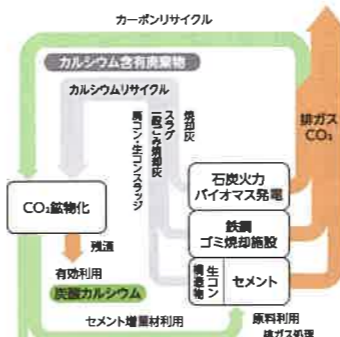 カーボンリサイクル
カルシウム含有廃棄物
カルシウムリサイクル
焼却灰
スラグ
一般ごみ焼却灰
廃コン・生コンスラッジ
排ガス
CO₂
石炭火力
バイオマス発電
CO₂鉱物化
鉄鋼
ゴミ焼却施設
残渣
生コン
構造物
セメント
有効利用
炭酸カルシウム
セメント増量材利用
原料利用
排ガス処理